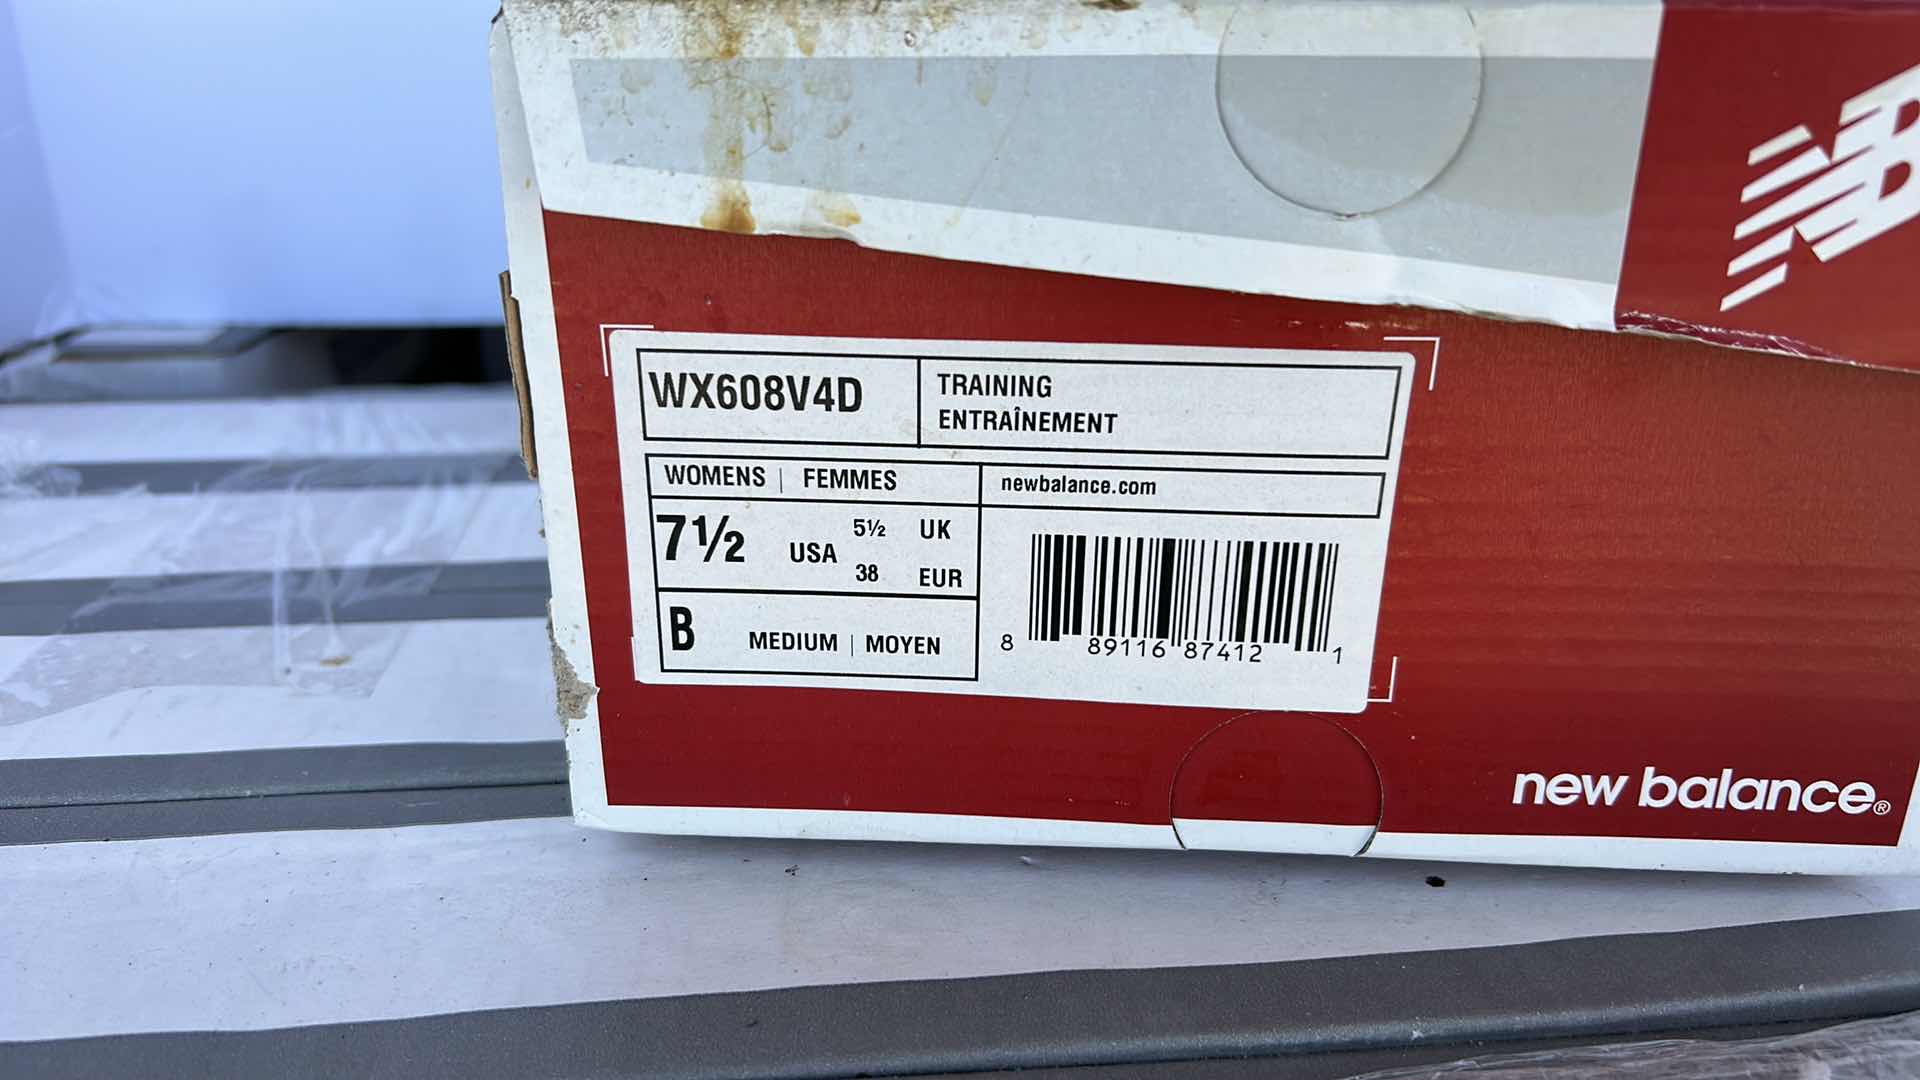 WX608V4D
TRAINING
ENTRAÎNEMENT
WOMENS | FEMMES
newbalance.com
7½ USA 5½ UK
38 EUR
B MEDIUM | MOYEN
8 89116 87412 1
new balance®